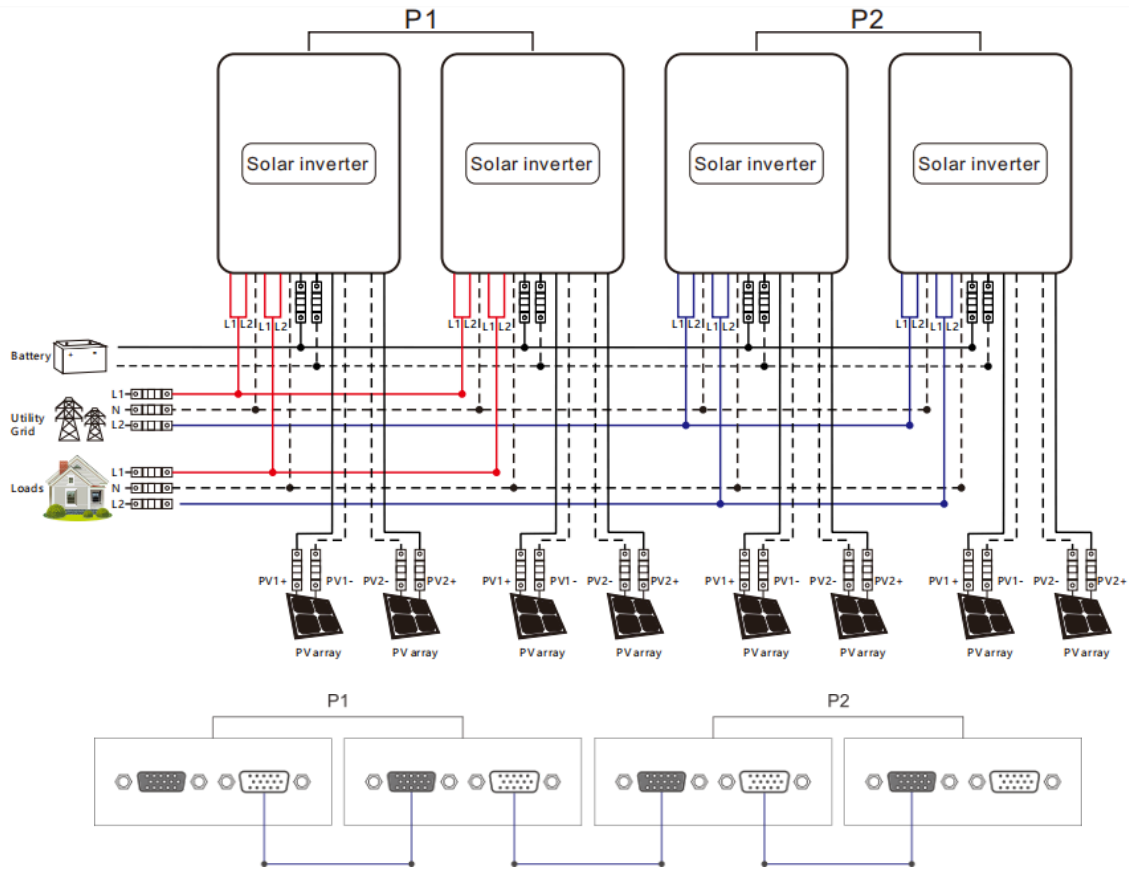 P1 P2
Solar inverter Solar inverter Solar inverter Solar inverter
L1 L2 L1 L2 L1 L2 L1 L2 L1 L2 L1 L2 L1 L2 L1 L2
Battery
L1
Utility
Grid
N
L2
L1
Loads
N
L2
PV1+ PV1- PV2- PV2+ PV1+ PV1- PV2- PV2+ PV1+ PV1- PV2- PV2+ PV1+ PV1- PV2- PV2+
PV array PV array PV array PV array PV array PV array PV array PV array
P1 P2